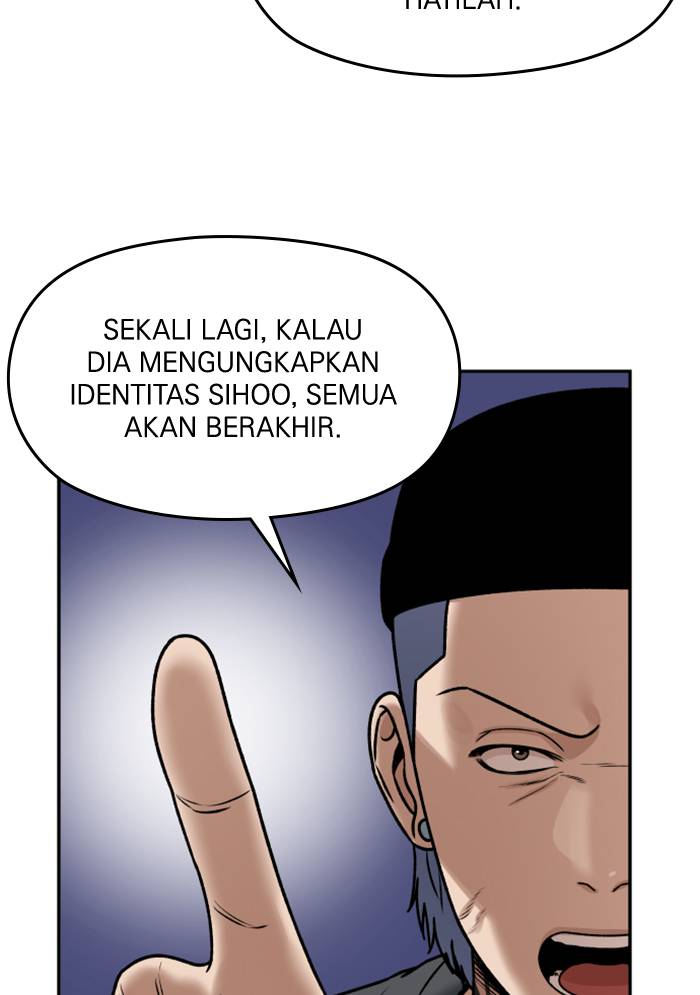 SEKALI LAGI, KALAU
DIA MENGUNGKAPKAN
IDENTITAS SIHOO, SEMUA
AKAN BERAKHIR.